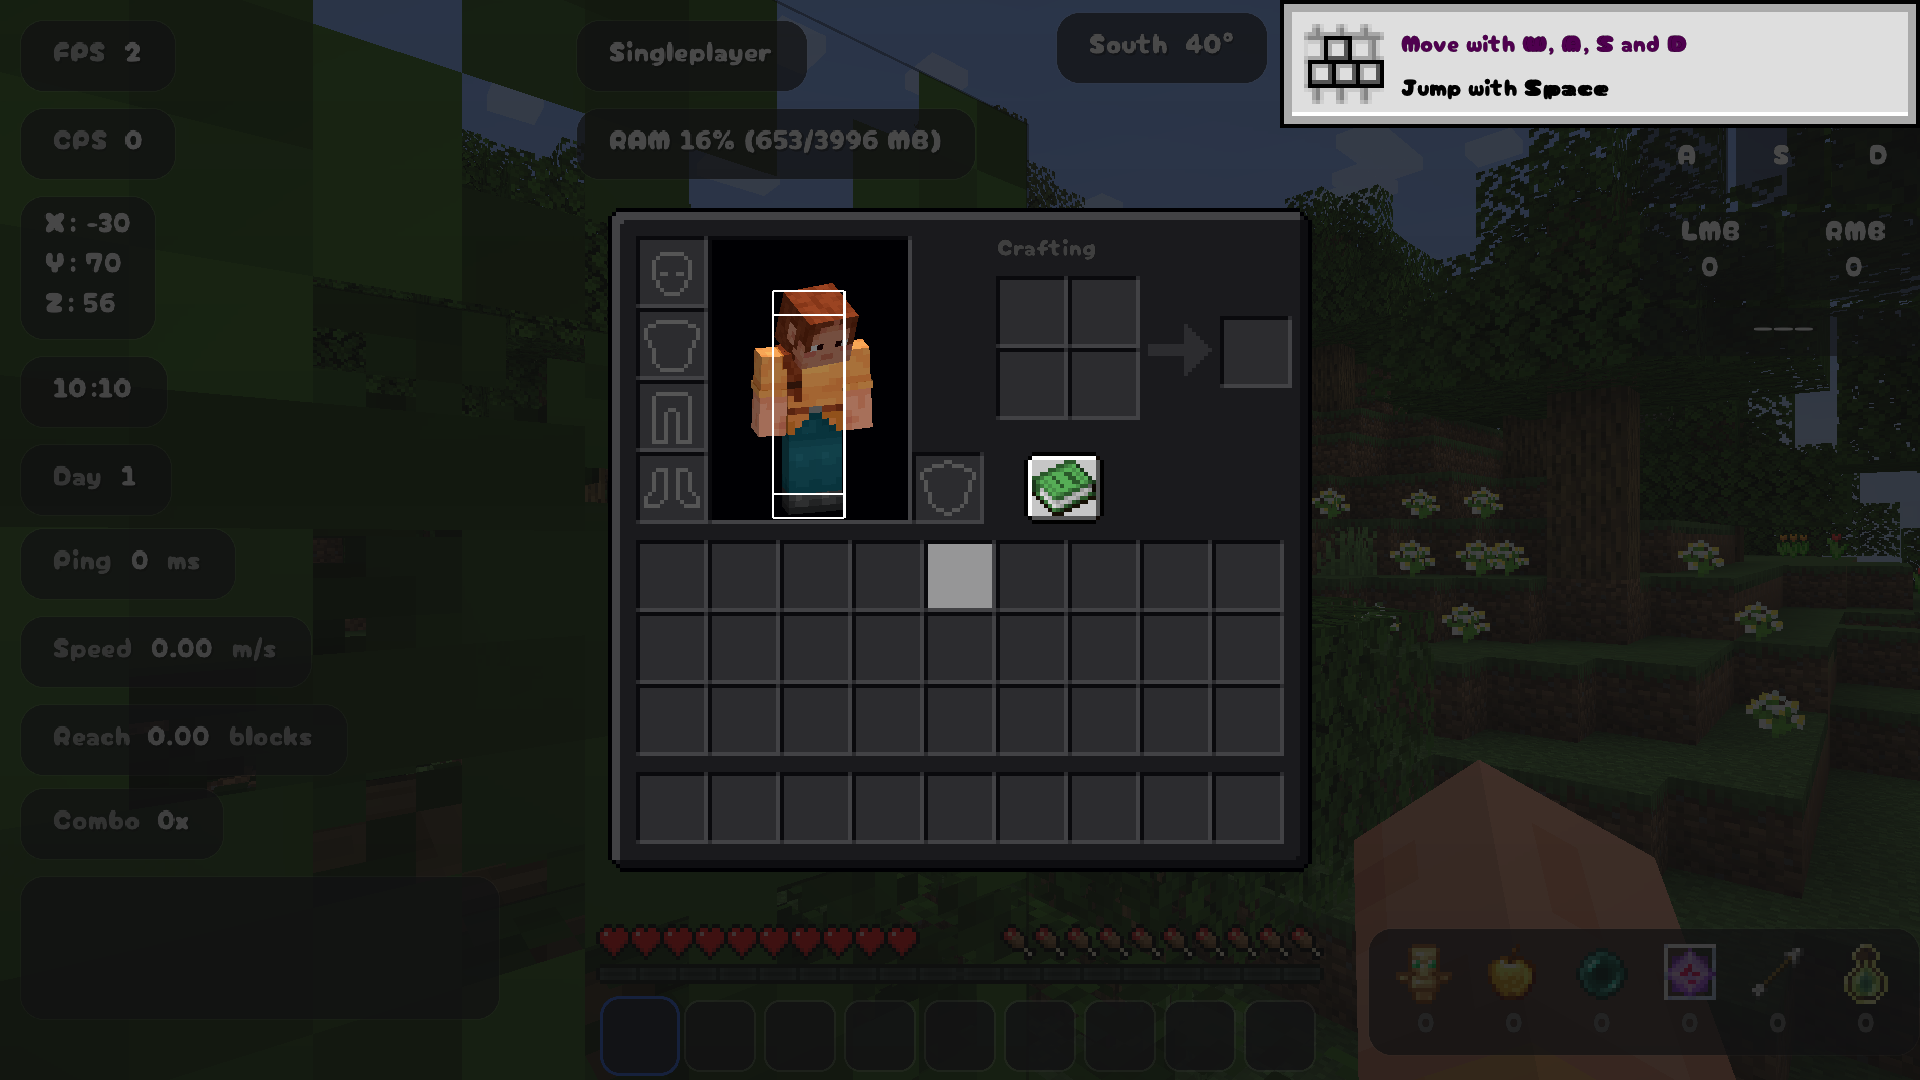 FPS 2
CPS 0
X: -30
Y: 70
Z: 56
10:10
Day 1
Ping 0 ms
Speed 0.00 m/s
Reach 0.00 blocks
Combo 0x
Singleplayer
RAM 16% (653/3996 MB)
South 40°
Move with W, A, S and D
Jump with Space
A S D
LMB RMB
0 0
Crafting
0 0 0 0 0 0